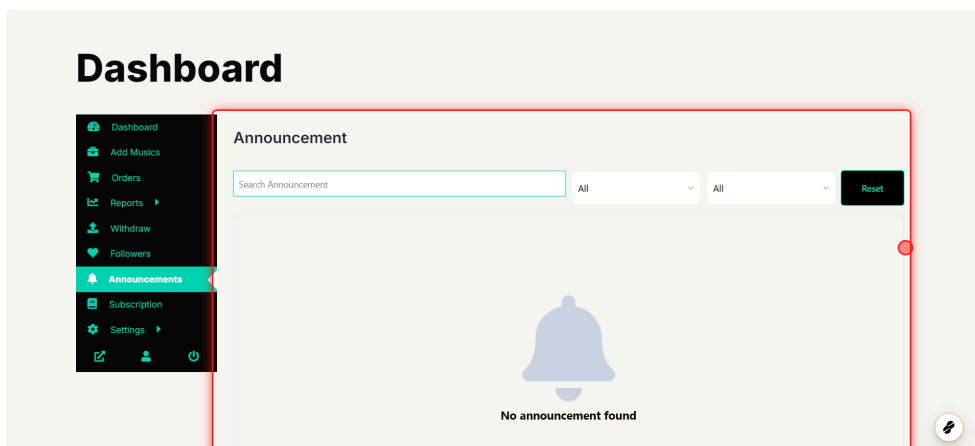 Dashboard
Dashboard
Add Musics
Orders
Reports
Withdraw
Followers
Announcements
Subscription
Settings
Announcement
Search Announcement
All
All
Reset
No announcement found